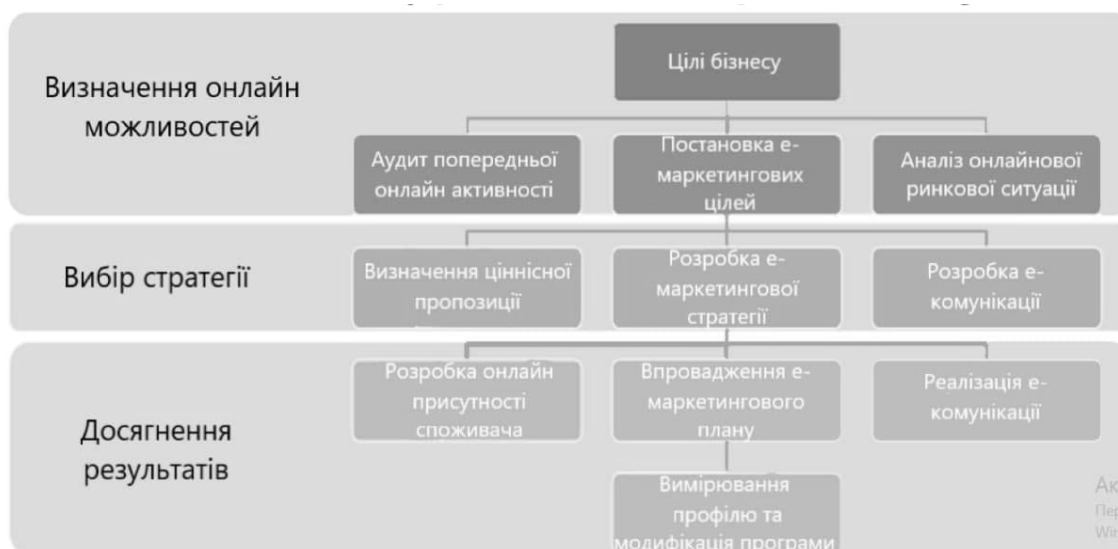 Визначення онлайн
можливостей
Цілі бізнесу
Аудит попередньої
онлайн активності
Постановка е-
маркетингових
цілей
Аналіз онлайнової
ринкової ситуації
Вибір стратегії
Визначення ціннісної
пропозиції
Розробка е-
маркетингової
стратегії
Розробка е-
комунікації
Досягнення
результатів
Розробка онлайн
присутності
споживача
Впровадження е-
маркетингового
плану
Реалізація е-
комунікації
Вимірювання
профілю та
модифікація програми